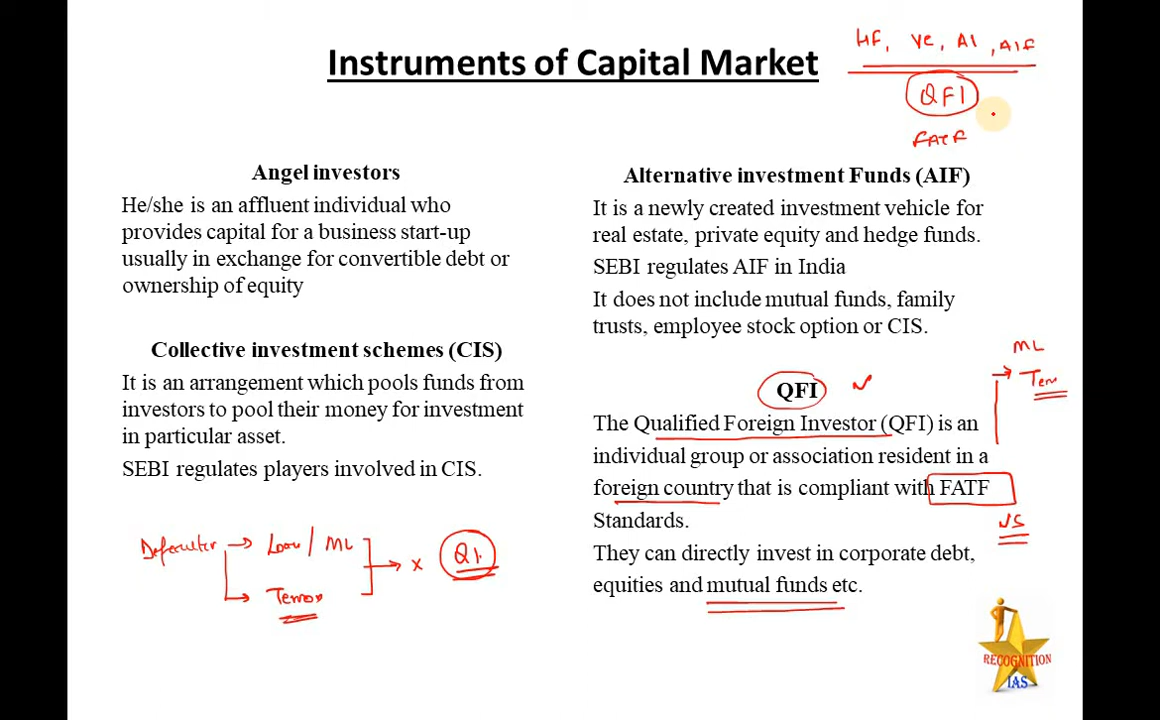 Instruments of Capital Market
HF, VC, AI, AIF
QFI
FATF
Angel investors
He/she is an affluent individual who
provides capital for a business start-up
usually in exchange for convertible debt or
ownership of equity
Collective investment schemes (CIS)
It is an arrangement which pools funds from
investors to pool their money for investment
in particular asset.
SEBI regulates players involved in CIS.
Defaulter → Loan / ML
→ Terror
→ ×
Alternative investment Funds (AIF)
It is a newly created investment vehicle for
real estate, private equity and hedge funds.
SEBI regulates AIF in India
It does not include mutual funds, family
trusts, employee stock option or CIS.
ML
→ Terr
QFI ✓
The Qualified Foreign Investor (QFI) is an
individual group or association resident in a
foreign country that is compliant with FATF
Standards.
US
They can directly invest in corporate debt,
equities and mutual funds etc.
RECOGNITION
IAS